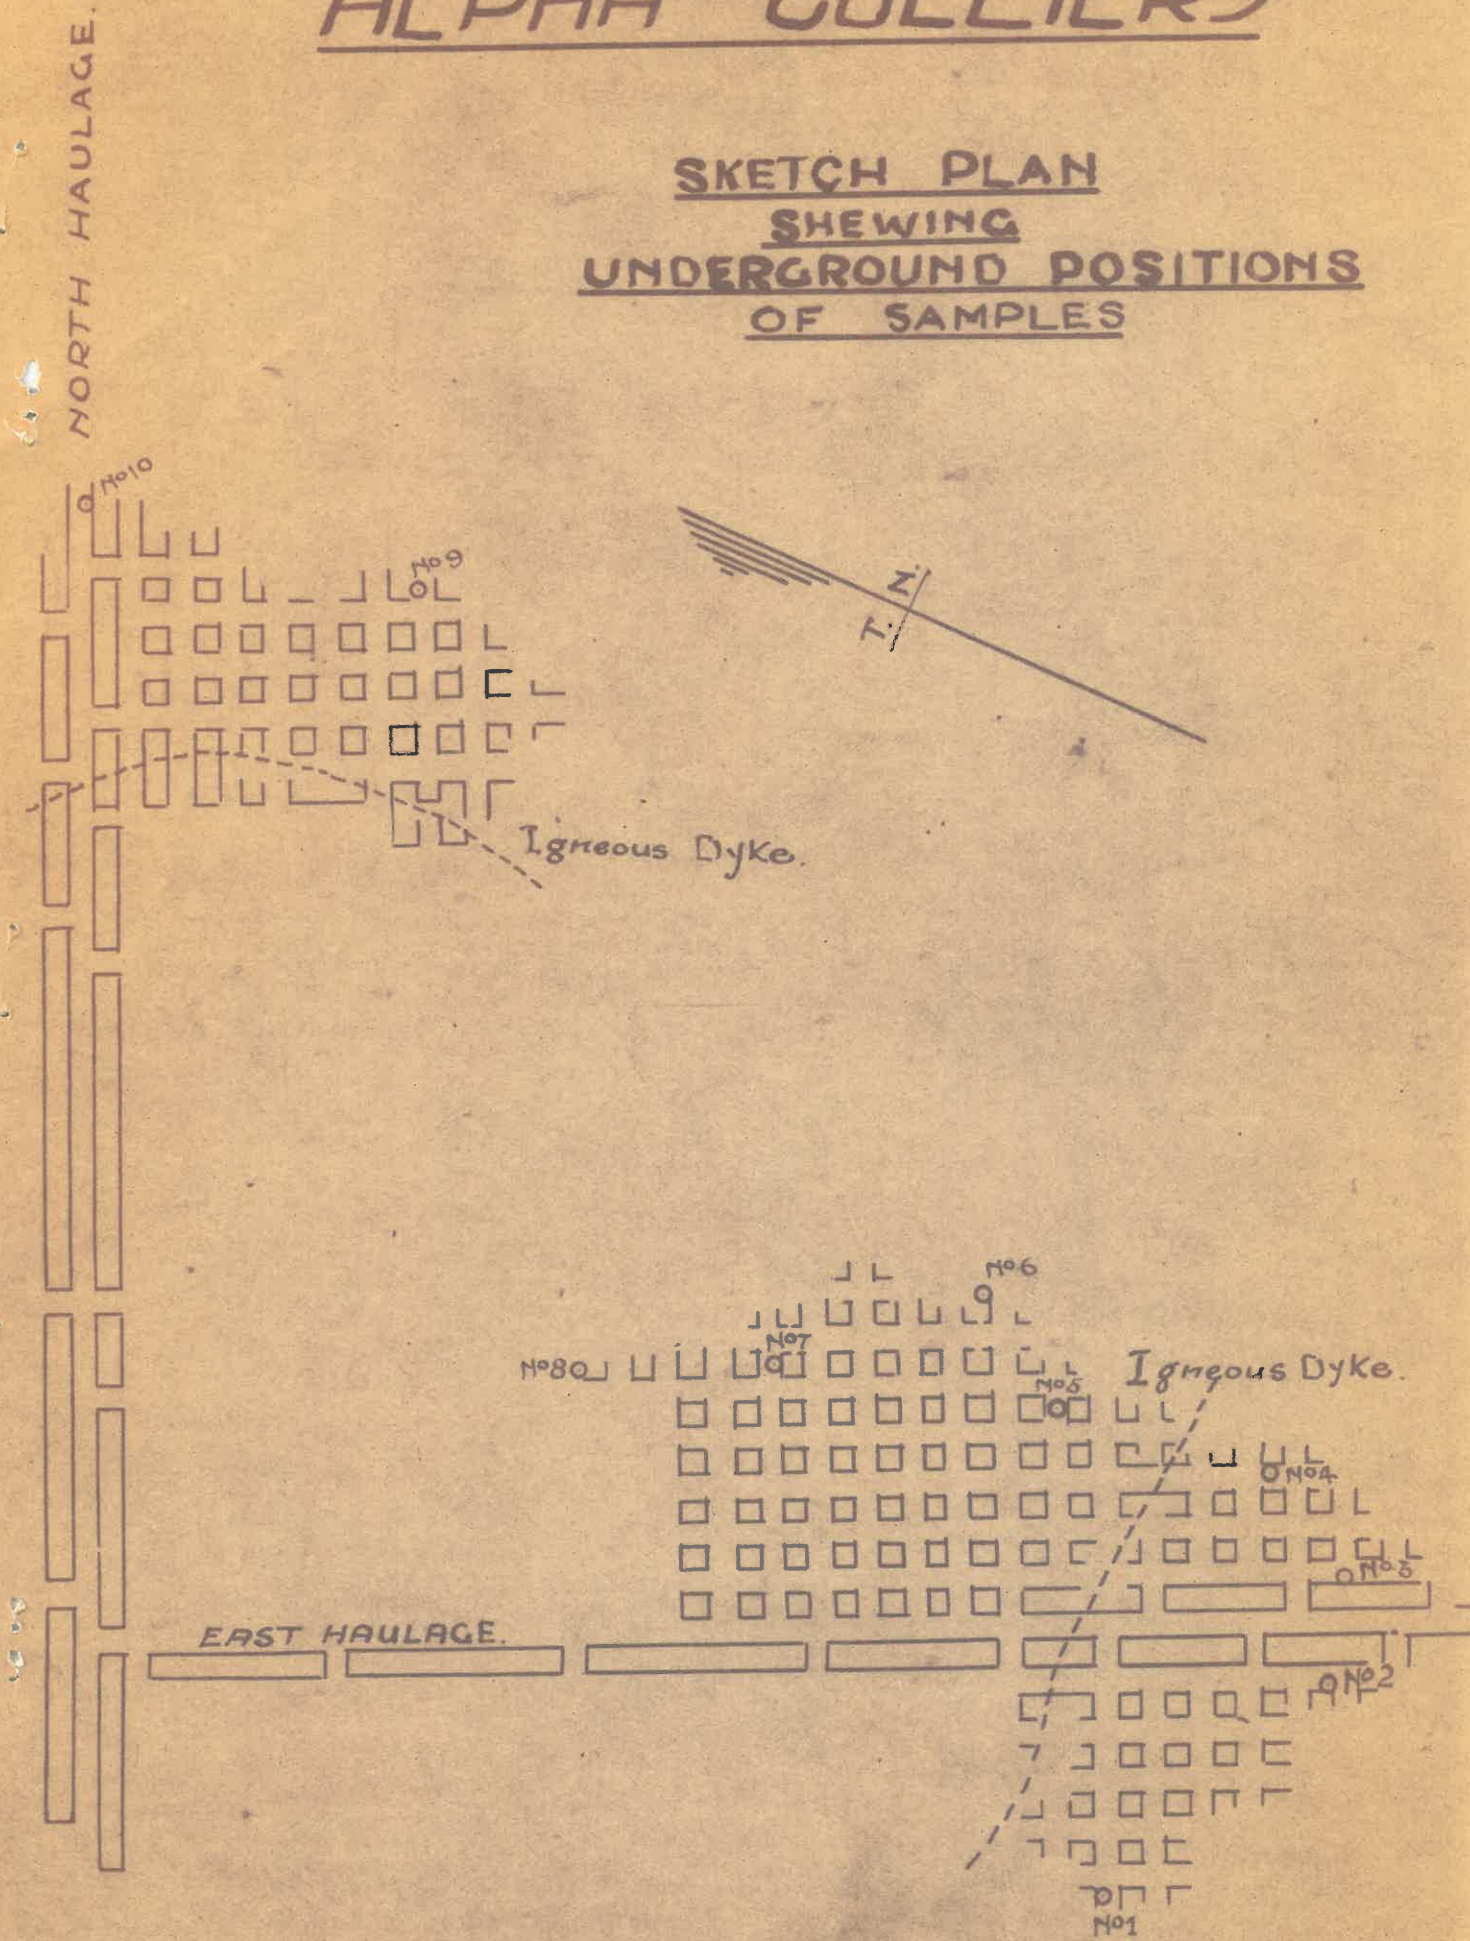 ALPHA COLLIERY
SKETCH PLAN
SHEWING
UNDERGROUND POSITIONS
OF SAMPLES
NORTH HAULAGE.
No10
No9
T. N.
Igneous Dyke.
No6
No7
No8
Igneous Dyke.
No5
No4
No3
EAST HAULAGE.
No2
No1